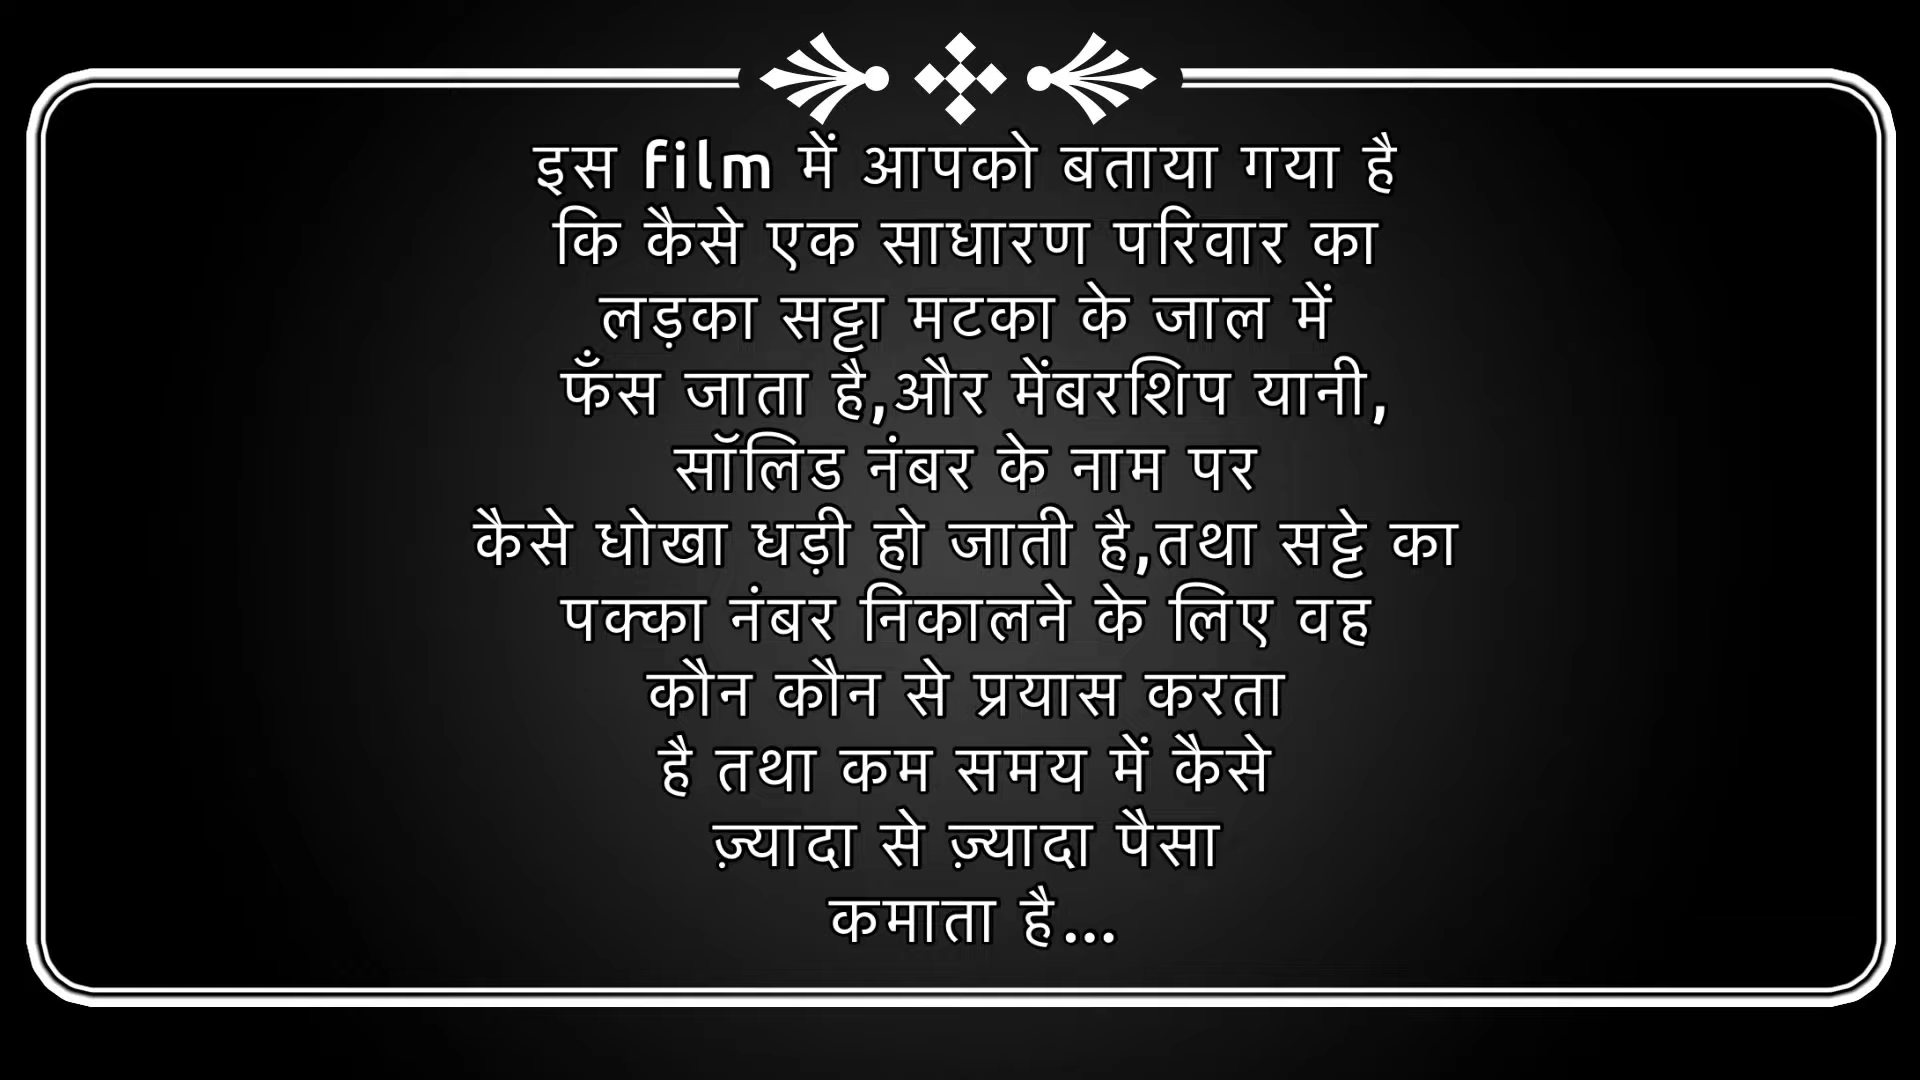 इस film में आपको बताया गया है
कि कैसे एक साधारण परिवार का
लड़का सट्टा मटका के जाल में
फँस जाता है,और मेंबरशिप यानी,
सॉलिड नंबर के नाम पर
कैसे धोखा धड़ी हो जाती है,तथा सट्टे का
पक्का नंबर निकालने के लिए वह
कौन कौन से प्रयास करता
है तथा कम समय में कैसे
ज़्यादा से ज़्यादा पैसा
कमाता है...